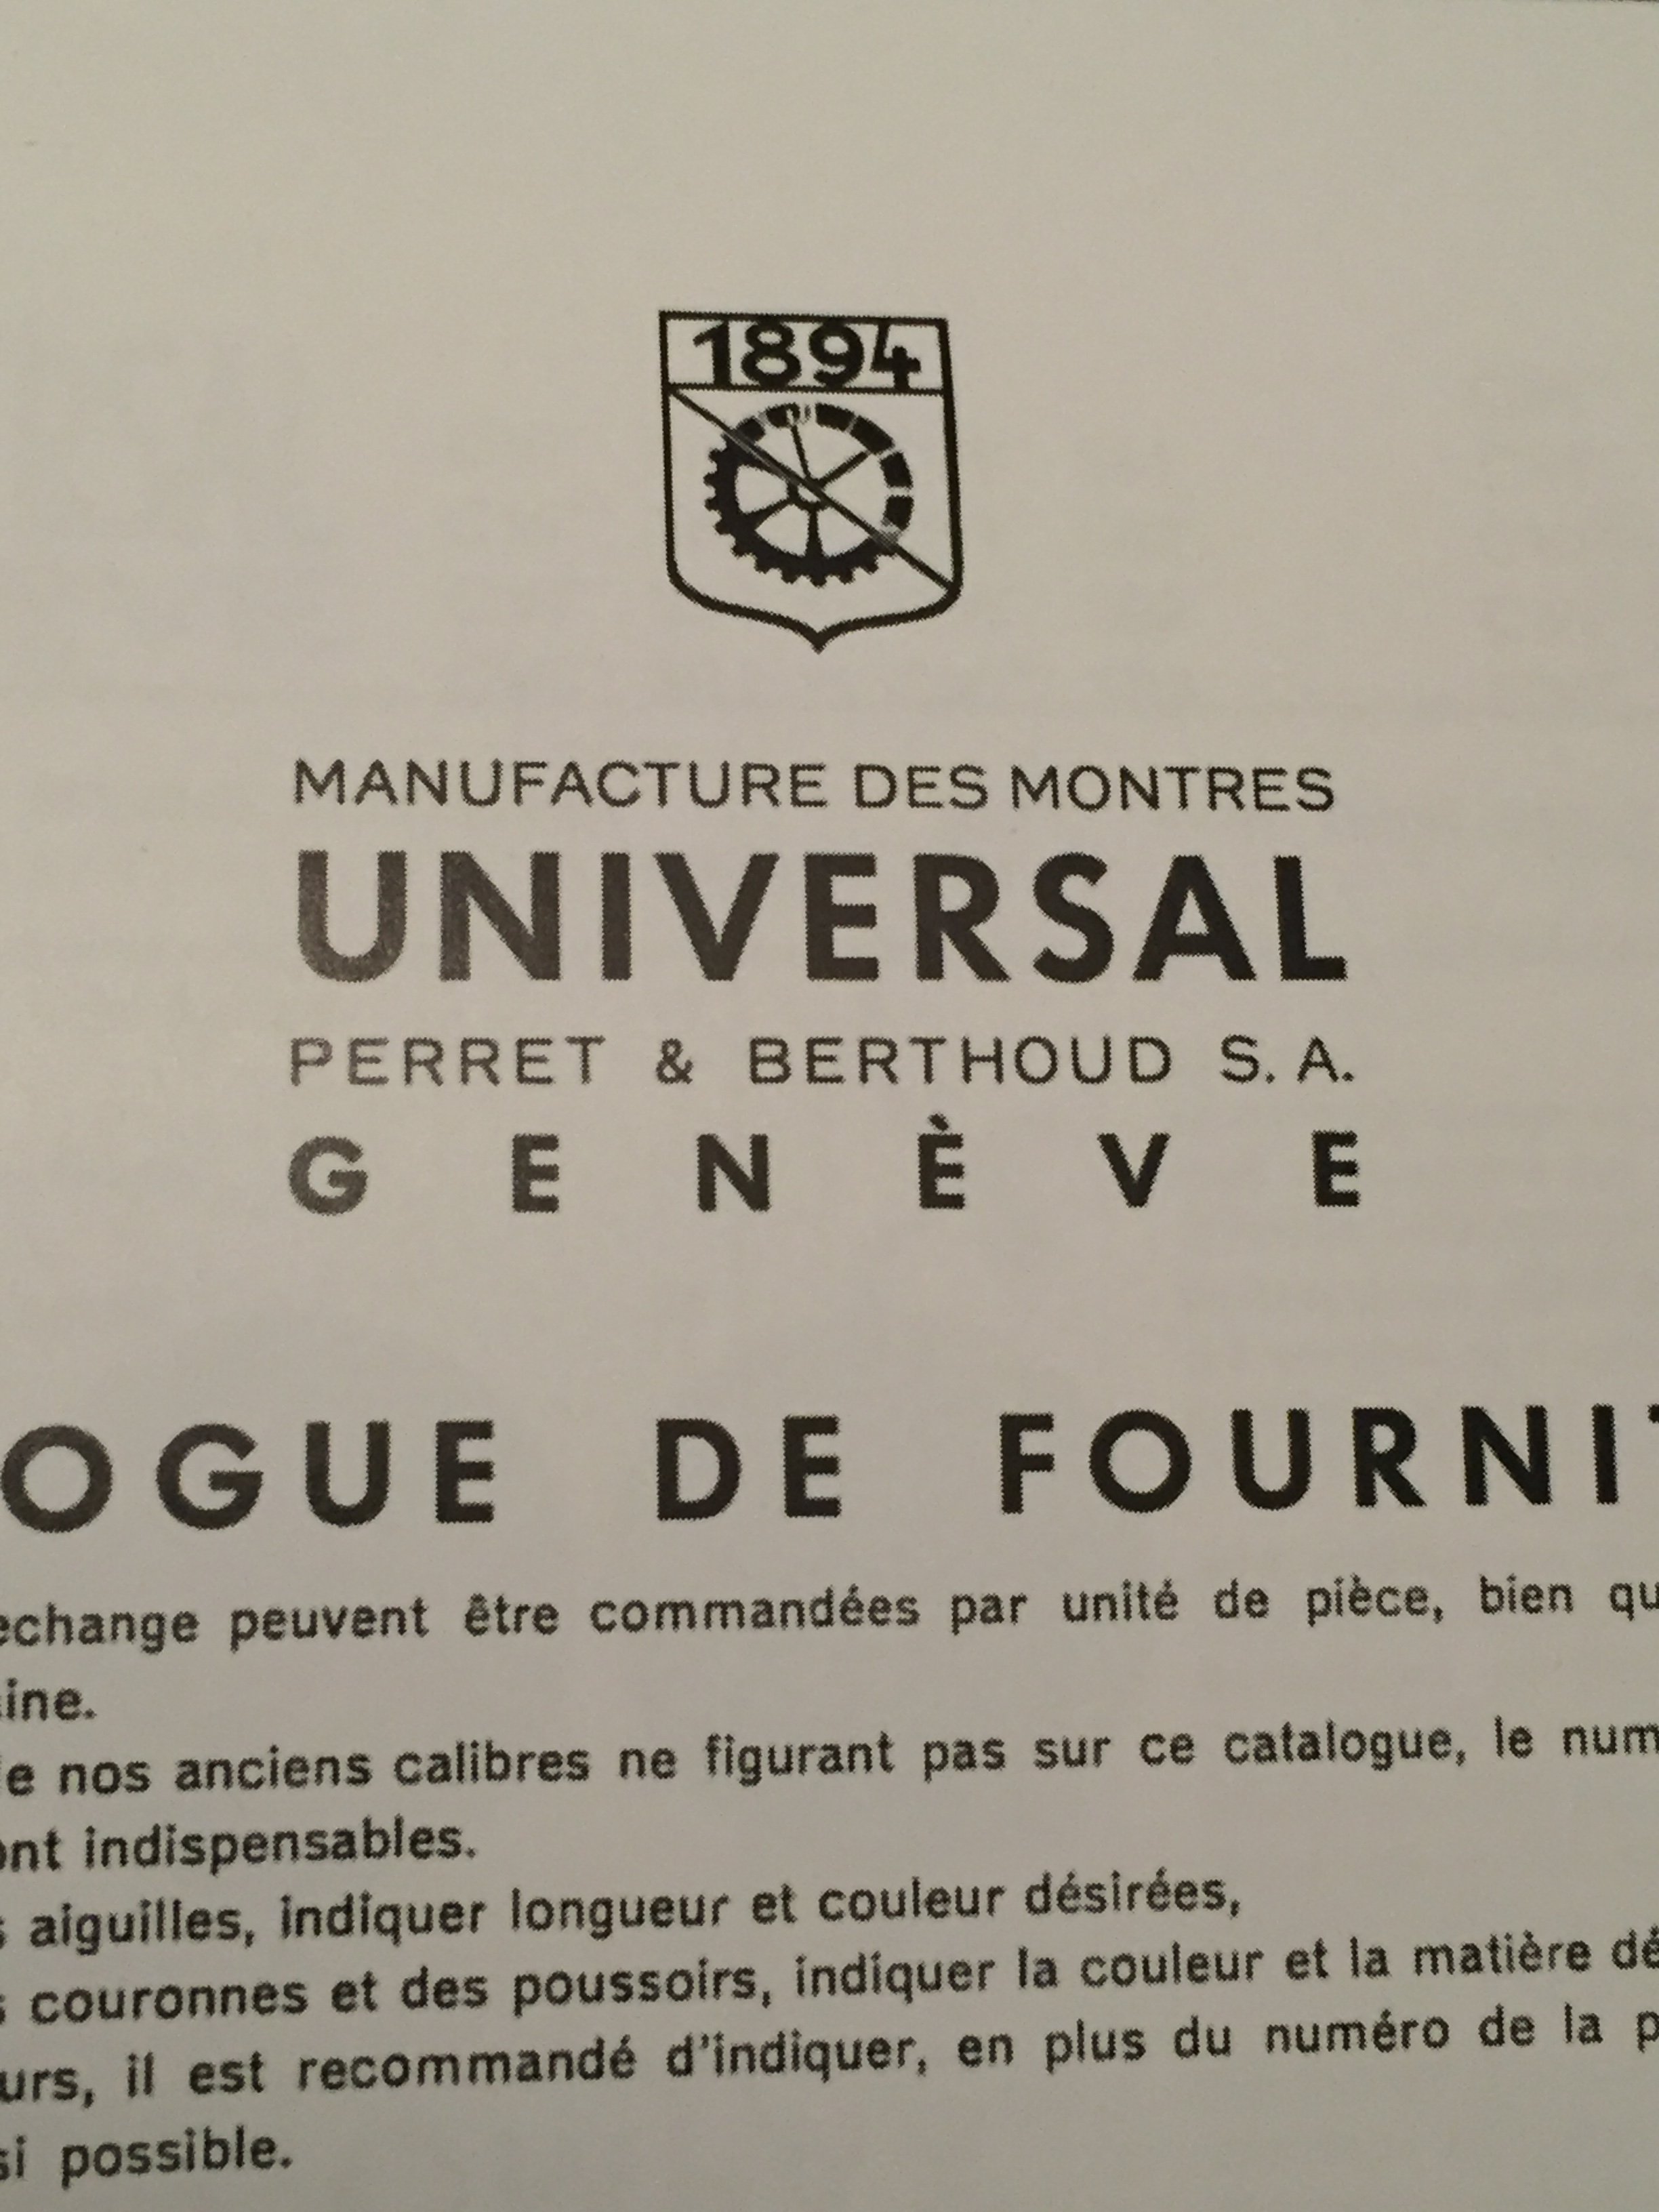 1894
MANUFACTURE DES MONTRES
UNIVERSAL
PERRET & BERTHOUD S. A.
GENÈVE
OGUE DE FOURNI
echange peuvent être commandées par unité de pièce, bien qu
ine.
e nos anciens calibres ne figurant pas sur ce catalogue, le num
ont indispensables.
s aiguilles, indiquer longueur et couleur désirées,
s couronnes et des poussoirs, indiquer la couleur et la matière dé
urs, il est recommandé d'indiquer, en plus du numéro de la p
si possible.